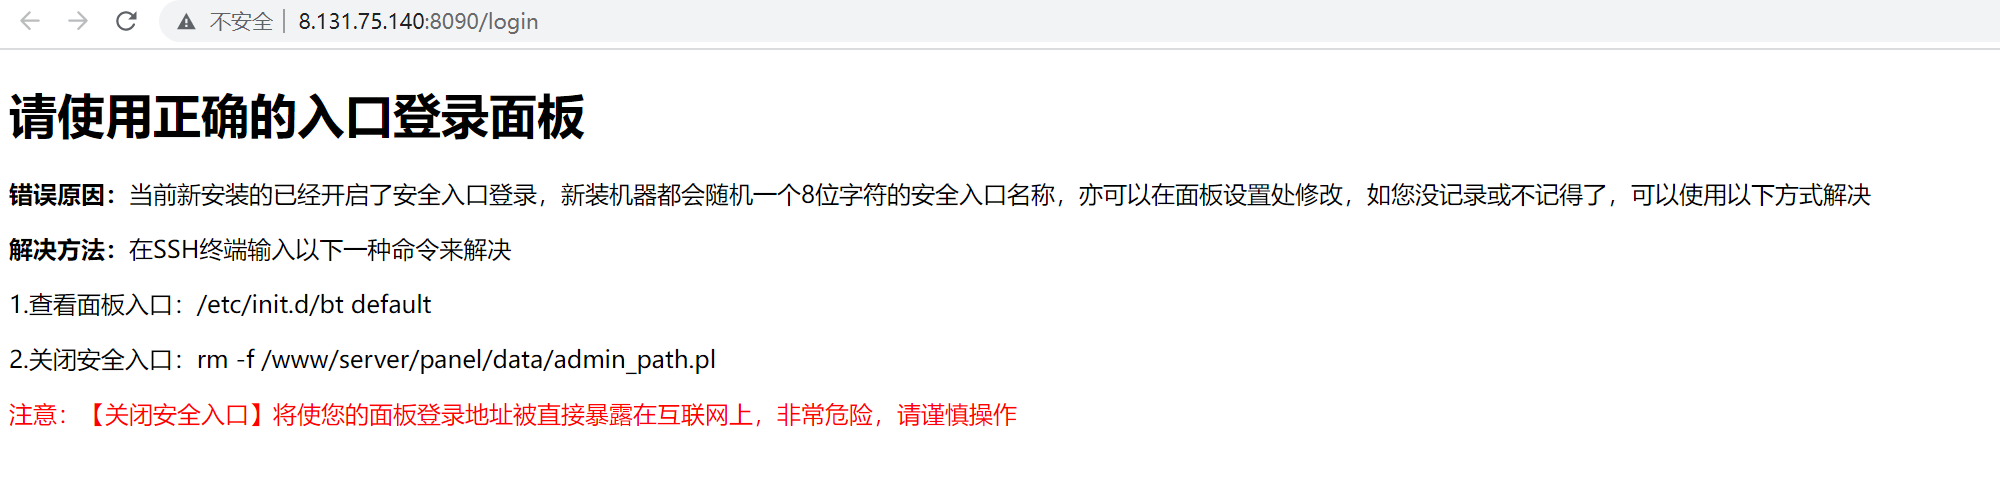 不安全 | 8.131.75.140:8090/login
请使用正确的入口登录面板
错误原因：当前新安装的已经开启了安全入口登录，新装机器都会随机一个8位字符的安全入口名称，亦可以在面板设置处修改，如您没记录或不记得了，可以使用以下方式解决
解决方法：在SSH终端输入以下一种命令来解决
1.查看面板入口：/etc/init.d/bt default
2.关闭安全入口：rm -f /www/server/panel/data/admin_path.pl
注意：【关闭安全入口】将使您的面板登录地址被直接暴露在互联网上，非常危险，请谨慎操作